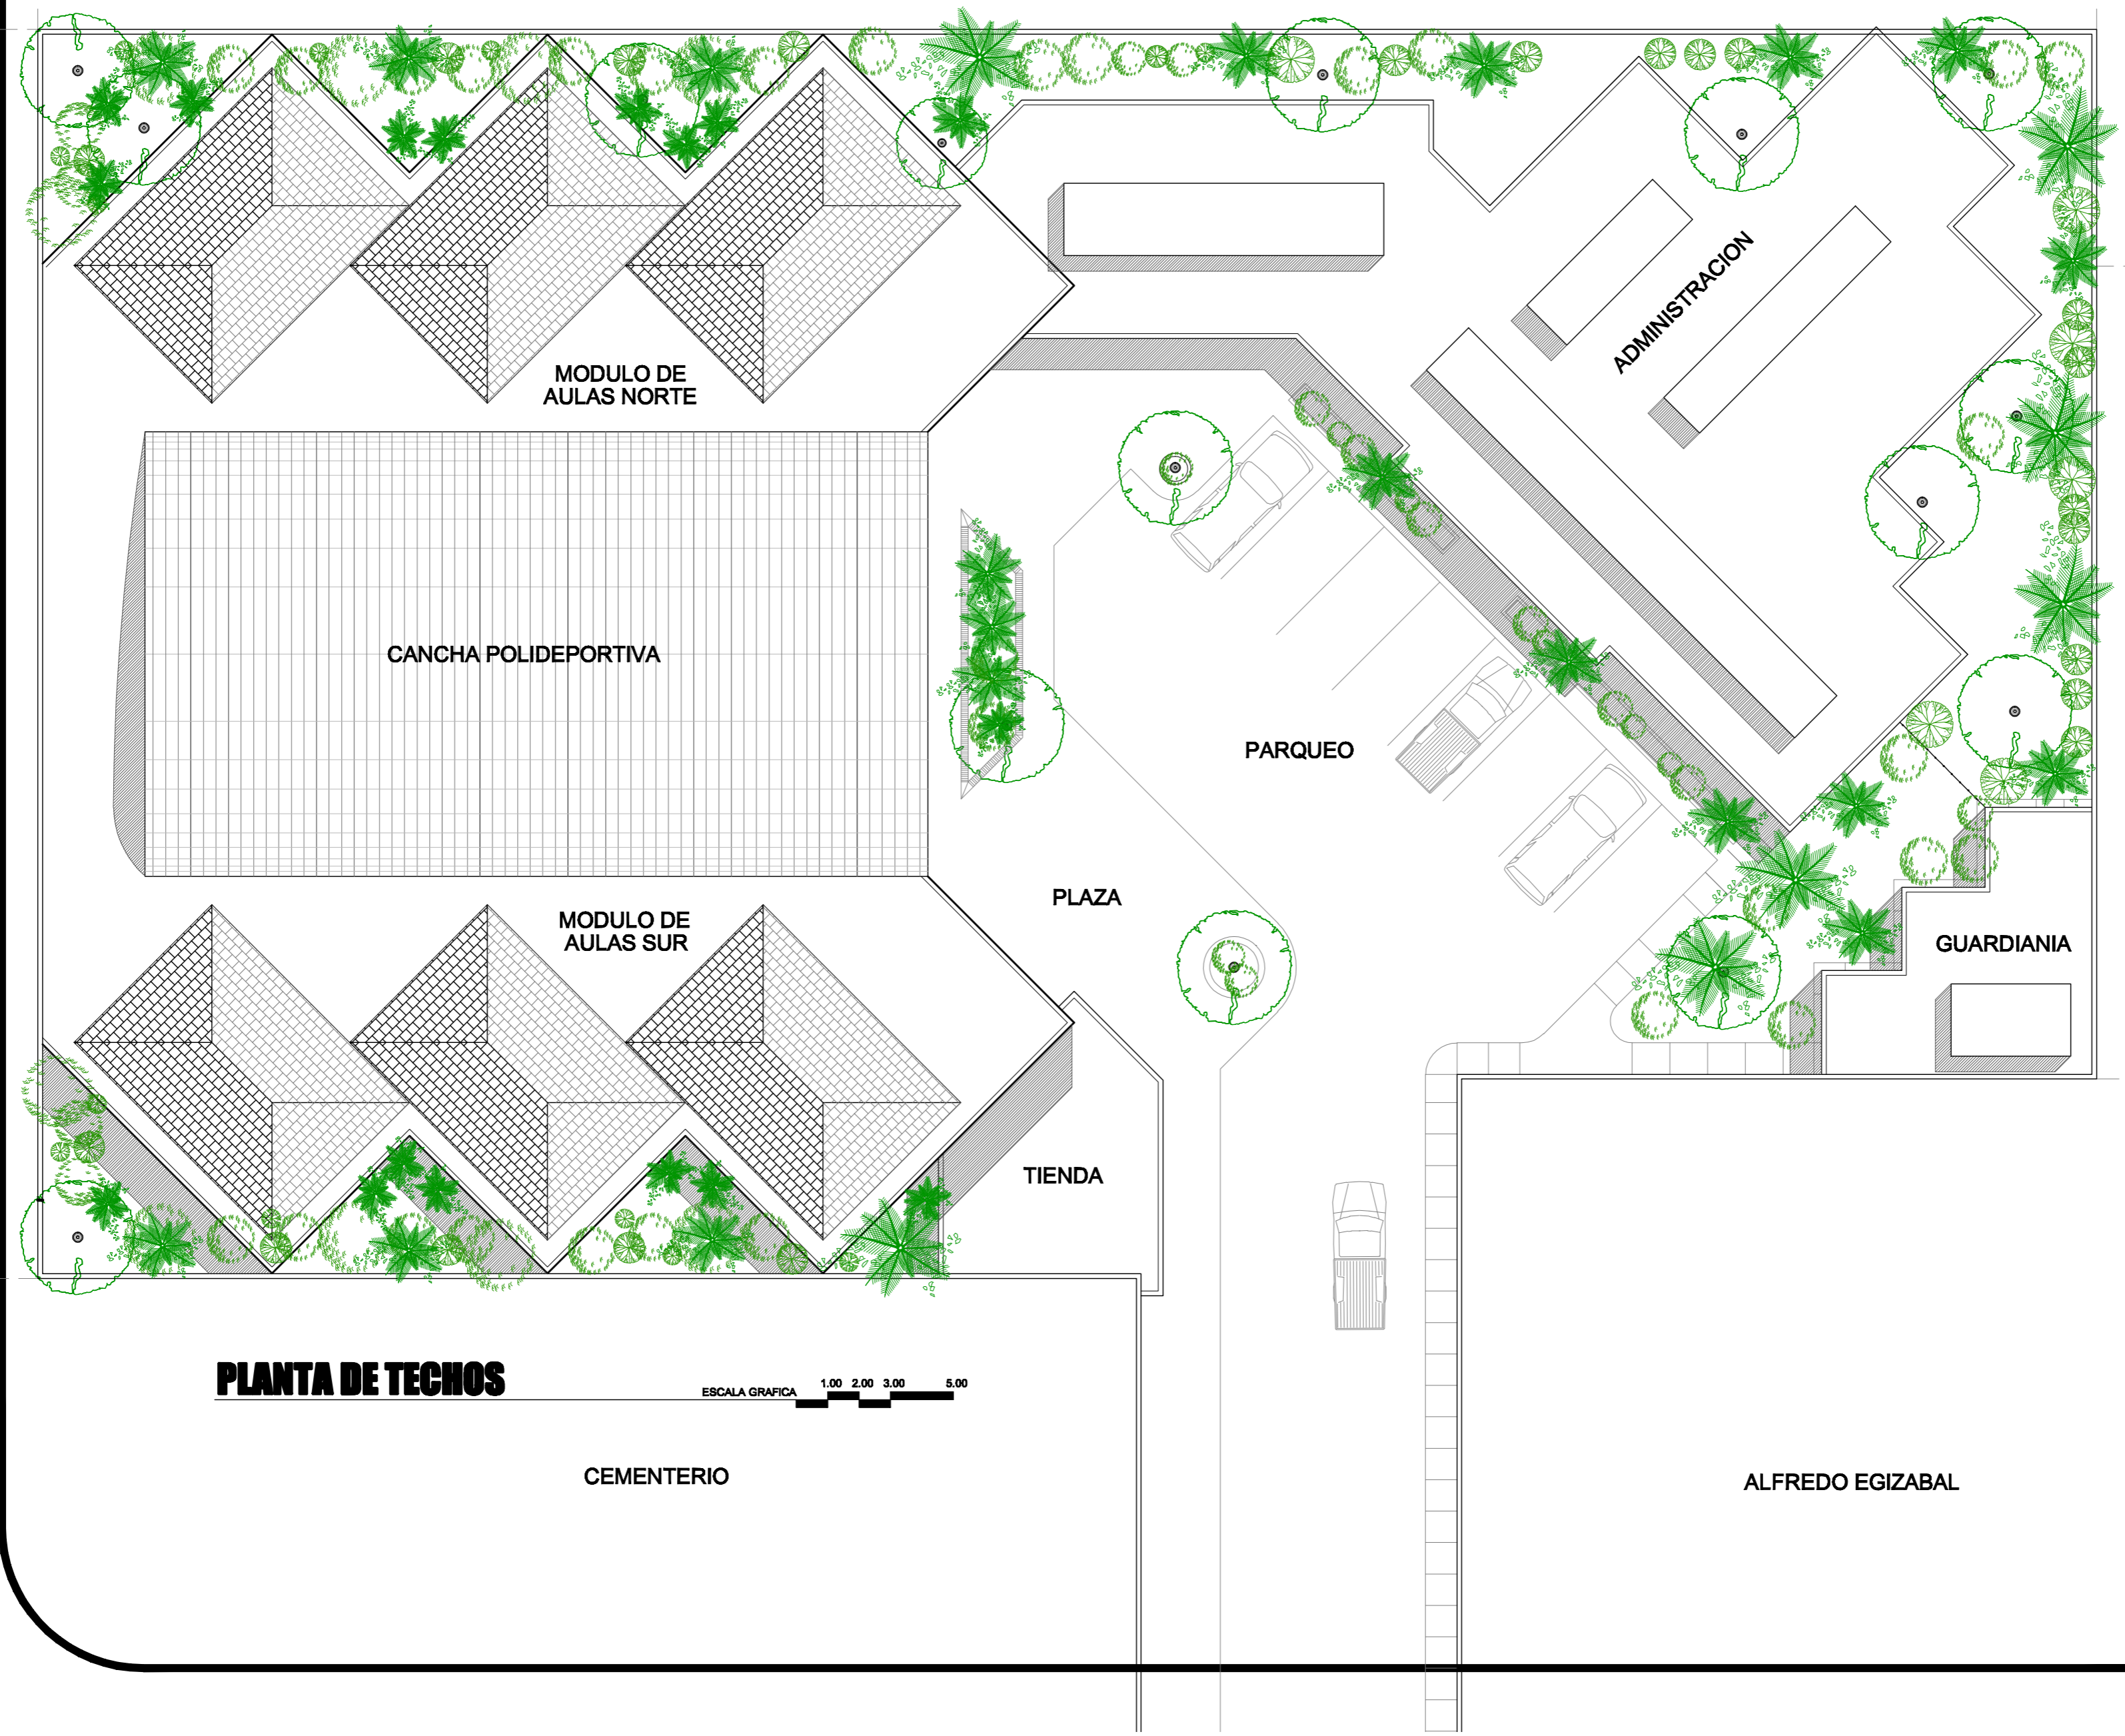 ADMINISTRACION
MODULO DE
AULAS NORTE
CANCHA POLIDEPORTIVA
PARQUEO
PLAZA
MODULO DE
AULAS SUR
GUARDIANIA
TIENDA
PLANTA DE TECHOS
ESCALA GRAFICA
1.00 2.00 3.00 5.00
CEMENTERIO
ALFREDO EGIZABAL